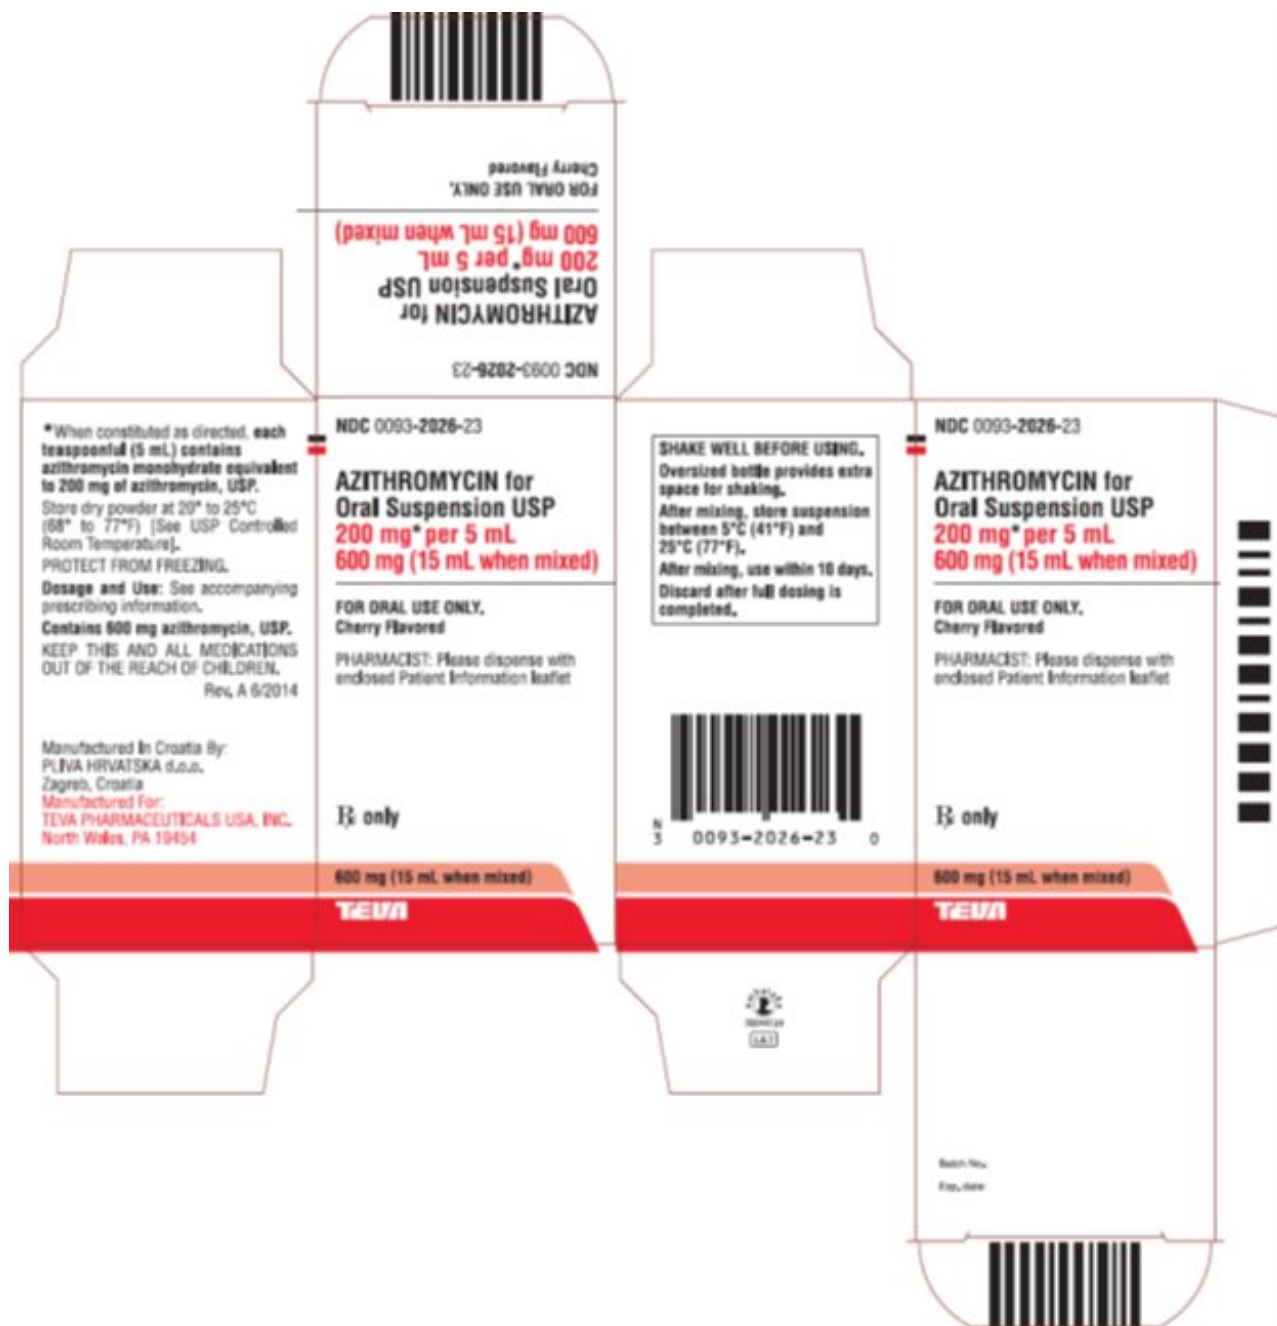 Cherry Flavored
FOR ORAL USE ONLY.
600 mg (15 mL when mixed)
200 mg* per 5 mL
Oral Suspension USP
AZITHROMYCIN for
NDC 0093-2026-23
*When constituted as directed, each
teaspoonful (5 mL) contains
azithromycin monohydrate equivalent
to 200 mg of azithromycin, USP.
Store dry powder at 20° to 25°C
(68° to 77°F) [See USP Controlled
Room Temperature].
PROTECT FROM FREEZING.
Dosage and Use: See accompanying
prescribing information.
Contains 600 mg azithromycin, USP.
KEEP THIS AND ALL MEDICATIONS
OUT OF THE REACH OF CHILDREN.
Rev. A 6/2014
Manufactured In Croatia By:
PLIVA HRVATSKA d.o.o.
Zagreb, Croatia
Manufactured For:
TEVA PHARMACEUTICALS USA, INC.
North Wales, PA 19454
NDC 0093-2026-23
AZITHROMYCIN for
Oral Suspension USP
200 mg* per 5 mL
600 mg (15 mL when mixed)
FOR ORAL USE ONLY.
Cherry Flavored
PHARMACIST: Please dispense with
enclosed Patient Information leaflet
℞ only
600 mg (15 mL when mixed)
TEVA
SHAKE WELL BEFORE USING.
Oversized bottle provides extra
space for shaking.
After mixing, store suspension
between 5°C (41°F) and
25°C (77°F).
After mixing, use within 10 days.
Discard after full dosing is
completed.
N
3 0093-2026-23 0
NDC 0093-2026-23
AZITHROMYCIN for
Oral Suspension USP
200 mg* per 5 mL
600 mg (15 mL when mixed)
FOR ORAL USE ONLY.
Cherry Flavored
PHARMACIST: Please dispense with
enclosed Patient Information leaflet
℞ only
600 mg (15 mL when mixed)
TEVA
Batch No.:
Exp. date: